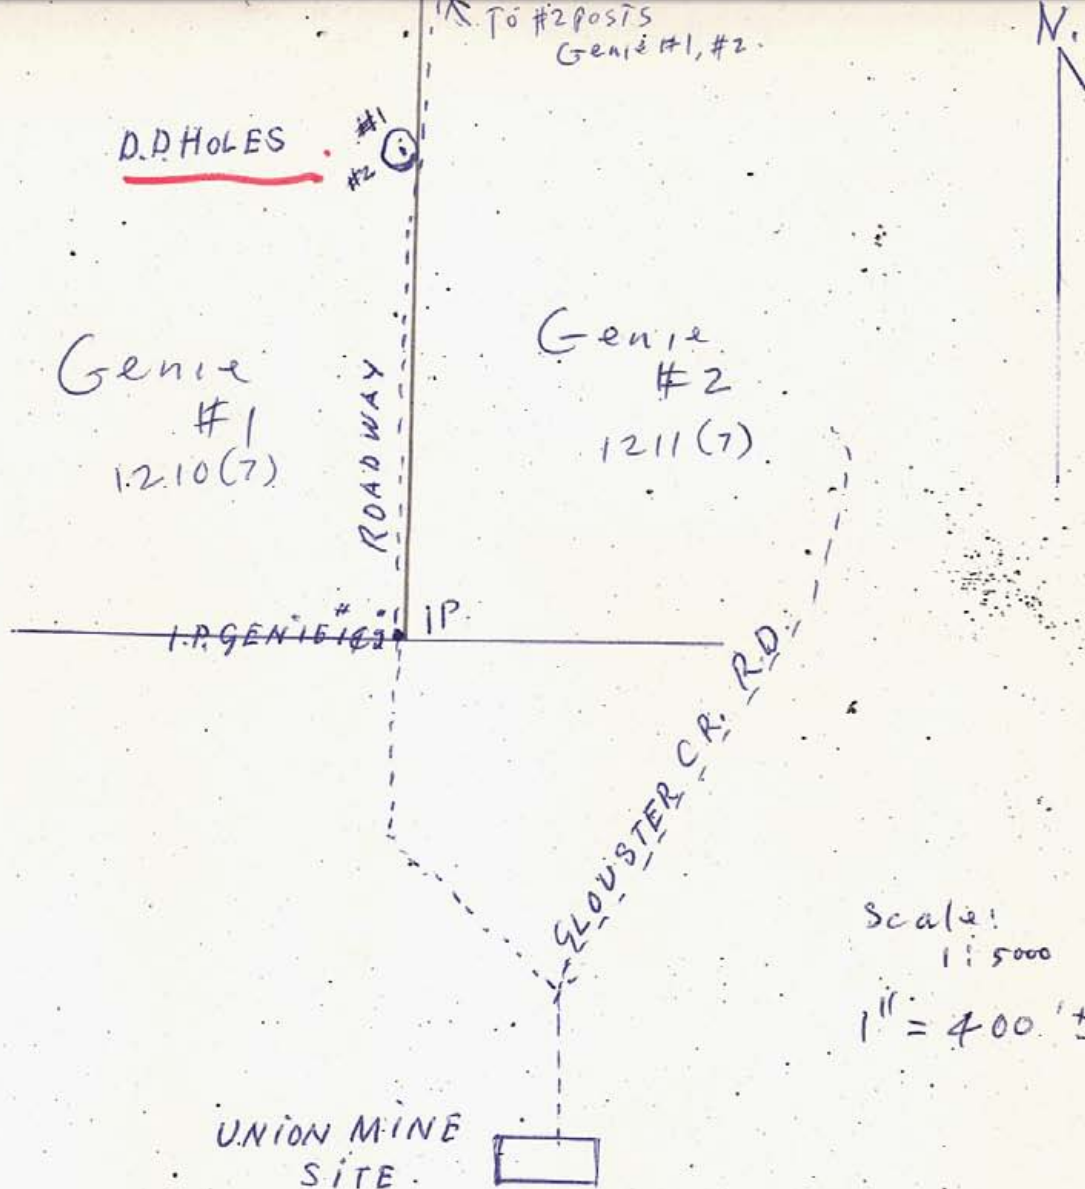 TO #2 POSTS
Genie #1, #2.
N.
D.D HOLES
#1
#2
Genie
#1
1210(7)
ROADWAY
Genie
#2
1211(7)
I.P. GENIE
IP.
GLOUSTER CR. RD.
Scale:
1:5000
1" = 400' ±
UNION MINE
SITE.